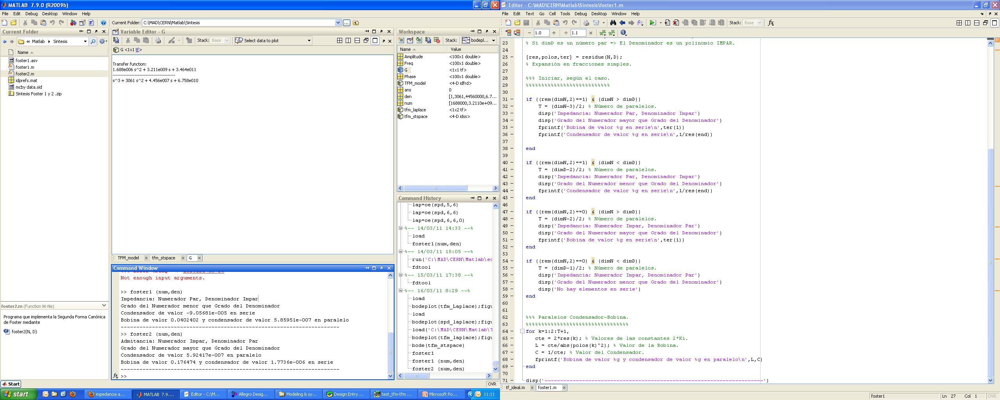 MATLAB 7.9.0 (R2009b)
File Edit Debug Desktop Window Help
Current Folder: C:\MAD\CERN\Matlab\Sintesis
Current Folder
« Matlab Sintesis
Name
foster1.asv
foster1.m
foster2.m
idprefs.mat
mcby data.sid
Sintesis Foster 1 y 2 .zip
foster2.m (Function M-file)
Programa que implementa la Segunda Forma Canónica
de Foster mediante
foster2(N, D)
Start
Variable Editor - G
Stack: Base Select data to plot
G <1x1 tf>
Transfer function:
1.688e006 s^2 + 3.211e009 s + 3.464e011
----------------------------------------
s^3 + 3061 s^2 + 4.456e007 s + 6.758e010
TFM_model tfm_stspace G
Command Window
Not enough input arguments.
>> foster1 (num,den)
Impedancia: Numerador Par, Denominador Impar
Grado del Numerador menor que Grado del Denominador
Condensador de valor -9.05681e-005 en serie
Bobina de valor 0.0402402 y condensador de valor 5.85951e-007 en paralelo
----------------------------------------------------------------------
>> foster2 (num,den)
Admitancia: Numerador Impar, Denominador Par
Grado del Numerador mayor que Grado del Denominador
Condensador de valor 5.92417e-007 en paralelo
Bobina de valor 0.176474 y condensador de valor 1.7736e-006 en serie
----------------------------------------------------------------------
fx >>
Workspace
Stack: bodepl...
Name Value
Amplitude <100x1 double>
Freq <100x1 double>
G <1x1 tf>
Phase <100x1 double>
TFM_model <4-D idfrd>
ans 0
den [1,3061,44560000,6.7...
num [1688000,3.2110e+09...
tfm_laplace <1x2 tf>
tfm_stspace <4-D idss>
Command History
lap=oe(spd,5,6)
lap=oe(spd,6,6)
lap=oe(spd,6,6,0)
%-- 14/03/11 14:33 --%
load
foster1(num,den)
%-- 14/03/11 15:05 --%
run('C:\MAD\CERN\Matlab\ec
fdtool
%-- 15/03/11 17:38 --%
fdtool
%-- 16/03/11 8:29 --%
load
bodeplot(tfm_Laplace);figu
load
bodeplot(spd_laplace);figu
load('C:\MAD\CERN\Matlab\T
bodeplot(tfm_laplace);figu
bode(tfm_stspace)
foster1
foster1 (num,den)
foster2 (num,den)
OVR
start impedancia a... MATLAB 7.9.... Editor - C:\M... Allegro Desig... Modeling & sy... Design Entry ... test_tfm-tfm ... Microsoft Po... 11:11
Editor - C:\MAD\CERN\Matlab\Sintesis\foster1.m
File Edit Text Go Cell Tools Debug Desktop Window Help
Stack: Base fx
− 1.0 + ÷ 1.1 ×
23 % Si dimD es un número par => El Denominador es un polinomio IMPAR.
24
25 [res,polos,ter] = residue(N,D);
26 % Expansión en fracciones simples.
27
28 %%% Iniciar, según el caso.
29 %%%%%%%%%%%%%%%%%%%%%%%%%%%
30
31 if ((rem(dimN,2)==1) & (dimN > dimD))
32 T = (dimN-3)/2; % Número de paralelos.
33 disp('Impedancia: Numerador Par, Denominador Impar')
34 disp('Grado del Numerador mayor que Grado del Denominador')
35 fprintf('Bobina de valor %g en serie\n',ter(1))
36 fprintf('Condensador de valor %g en serie\n',1/res(end))
37
38 end
39
40 if ((rem(dimN,2)==1) & (dimN < dimD))
41 T = (dimD-2)/2; % Número de paralelos.
42 disp('Impedancia: Numerador Par, Denominador Impar')
43 disp('Grado del Numerador menor que Grado del Denominador')
44 fprintf('Condensador de valor %g en serie\n',1/res(end))
45 end
46
47 if ((rem(dimN,2)==0) & (dimN > dimD))
48 T = (dimN-2)/2; % Número de paralelos.
49 disp('Impedancia: Numerador Impar, Denominador Par')
50 disp('Grado del Numerador mayor que Grado del Denominador')
51 fprintf('Bobina de valor %g en serie\n',ter(1))
52 end
53
54 if ((rem(dimN,2)==0) & (dimN < dimD))
55 T = (dimD-1)/2; % Número de paralelos.
56 disp('Impedancia: Numerador Impar, Denominador Par')
57 disp('Grado del Numerador menor que Grado del Denominador')
58 disp('No hay elementos en serie')
59 end
60
61
62 %%% Paralelos Condensador-Bobina.
63 %%%%%%%%%%%%%%%%%%%%%%%%%%%%%%%%%
64 for k=1:2:T+1,
65 cte = 2*res(k); % Valores de las constantes 2*Ki.
66 L = cte/abs(polos(k)^2); % Valor de la Bobina.
67 C = 1/cte; % Valor del Condensador.
68 fprintf('Bobina de valor %g y condensador de valor %g en paralelo\n',L,C)
69 end
70
71 disp('----------------------------------------------------------------------')
tf_ideal.m foster1.m
foster1 Ln 27 Col 1 OVR